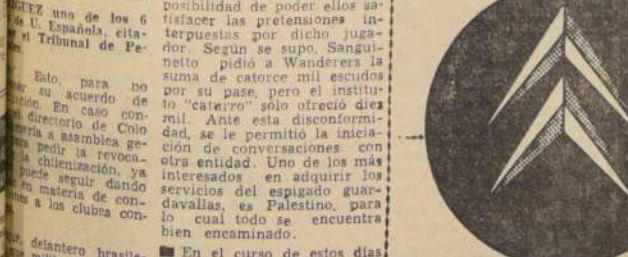 GUEZ uno de los 6
de U. Española, cita-
el Tribunal de Pe-
Esto, para no
su acuerdo de
ción. En caso con-
directorio de Colo
a asamblea ge-
pedir la revoca-
la chilenización, ya
puede seguir dando
en materia de con-
a los clubes con-
delantero brasile-
posibilidad de poder ellos sa-
tisfacer las pretensiones in-
terpuestas por dicho juga-
dor. Según se supo, Sangui-
netto pidió a Wanderers la
suma de catorce mil escudos
por su pase, pero el institu-
to "caterro" solo ofreció diez
mil. Ante esta disconformi-
dad, se le permitió la inicia-
ción de conversaciones con
otra entidad. Uno de los más
interesados en adquirir los
servicios del espigado guar-
davallas, es Palestino, para
lo cual todo se encuentra
bien encaminado.
En el curso de estos días